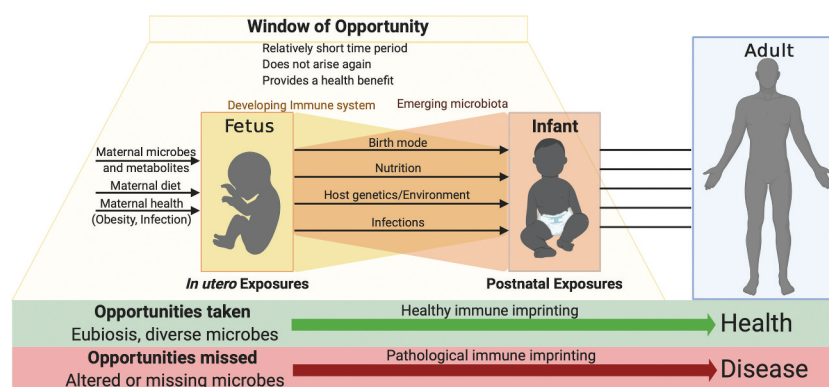 Window of Opportunity
Relatively short time period
Does not arise again
Provides a health benefit
Adult
Developing Immune system
Emerging microbiota
Fetus
Infant
Maternal microbes
and metabolites
Maternal diet
Maternal health
(Obesity, Infection)
Birth mode
Nutrition
Host genetics/Environment
Infections
In utero Exposures
Postnatal Exposures
Opportunities taken
Eubiosis, diverse microbes
Healthy immune imprinting
Health
Opportunities missed
Altered or missing microbes
Pathological immune imprinting
Disease